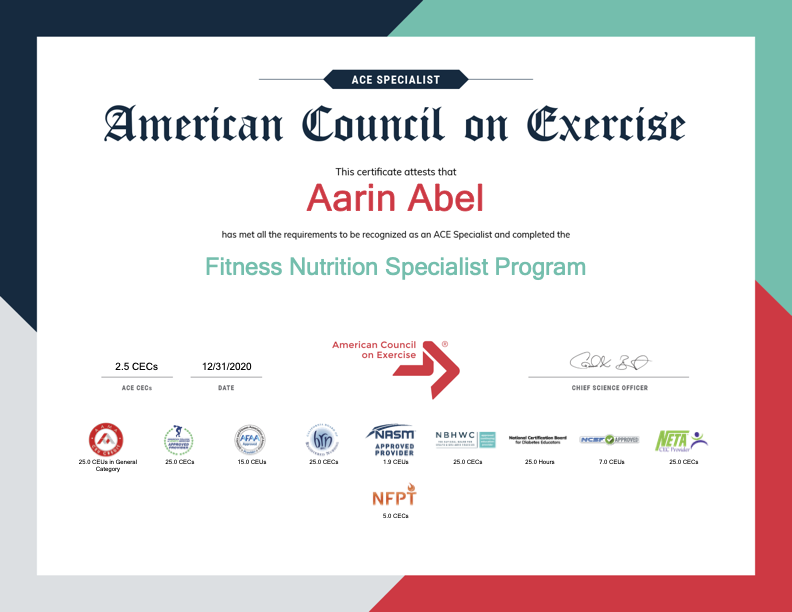 ACE SPECIALIST
American Council on Exercise
This certificate attests that
Aarin Abel
has met all the requirements to be recognized as an ACE Specialist and completed the
Fitness Nutrition Specialist Program
American Council
on Exercise
®
2.5 CECs
12/31/2020
ACE CECs
DATE
CHIEF SCIENCE OFFICER
AFAA
Approved
NASM
APPROVED
PROVIDER
NBHWC
National Certification Board
for Diabetes Educators
NCSF APPROVED
NETA
CEC Provider
25.0 CEUs in General
Category
25.0 CECs
15.0 CEUs
25.0 CECs
1.9 CEUs
25.0 CECs
25.0 Hours
7.0 CEUs
25.0 CECs
NFPT
5.0 CECs